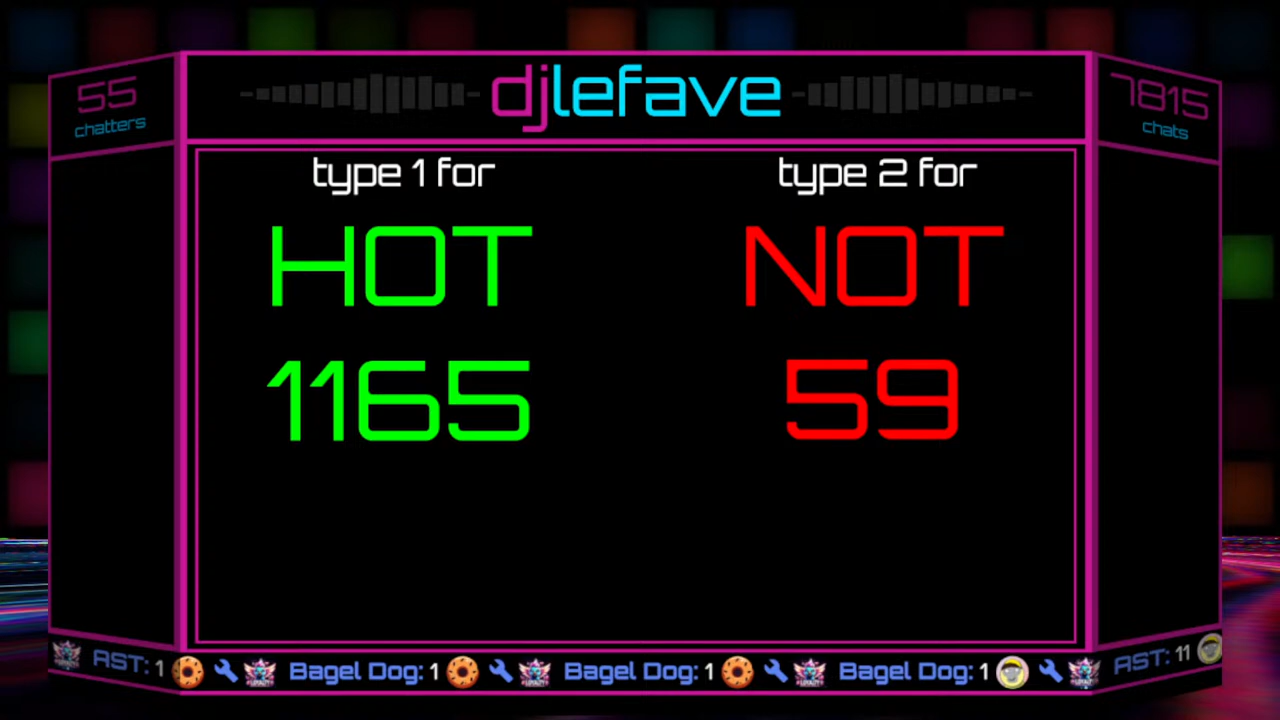 55
chatters
djlefave
7815
chats
type 1 for
HOT
1165
type 2 for
NOT
59
AST: 1 Bagel Dog: 1 Bagel Dog: 1 Bagel Dog: 1 AST: 11